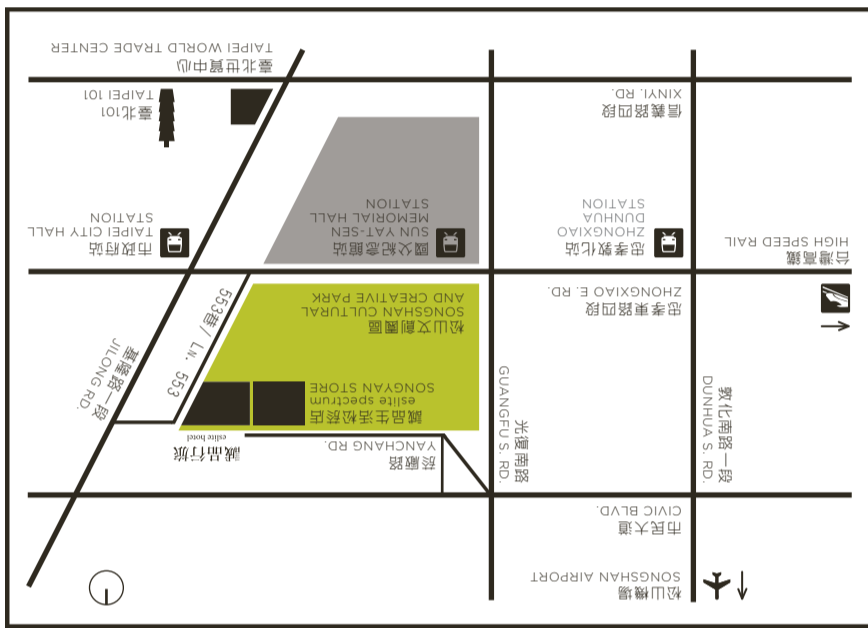 松山機場
SONGSHAN AIRPORT
市民大道
CIVIC BLVD.
敦化南路一段
DUNHUA S. RD.
光復南路
GUANGFU S. RD.
菸廠路
YANCHANG RD.
誠品行旅
eslite hotel
誠品生活松菸店
eslite spectrum
SONGYAN STORE
基隆路一段
JILONG RD.
553巷/ LN. 553
松山文創園區
SONGSHAN CULTURAL
AND CREATIVE PARK
忠孝東路四段
ZHONGXIAO E. RD.
台灣高鐵
HIGH SPEED RAIL
忠孝敦化站
ZHONGXIAO
DUNHUA
STATION
國父紀念館站
SUN YAT-SEN
MEMORIAL HALL
STATION
市政府站
TAIPEI CITY HALL
STATION
信義路四段
XINYI. RD.
臺北101
TAIPEI 101
臺北世貿中心
TAIPEI WORLD TRADE CENTER